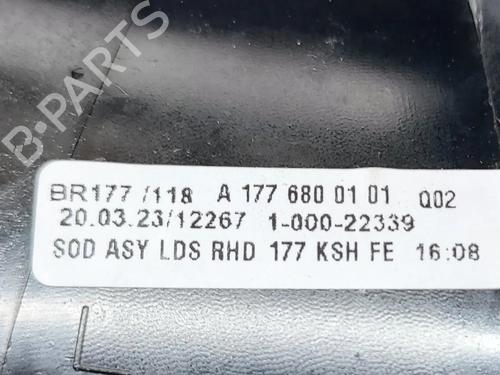 B-PARTS
BR177 /118 A 177 680 01 01 Q02
20.03.23/12267 1-000-22339
SOD ASY LDS RHD 177 KSH FE 16:08